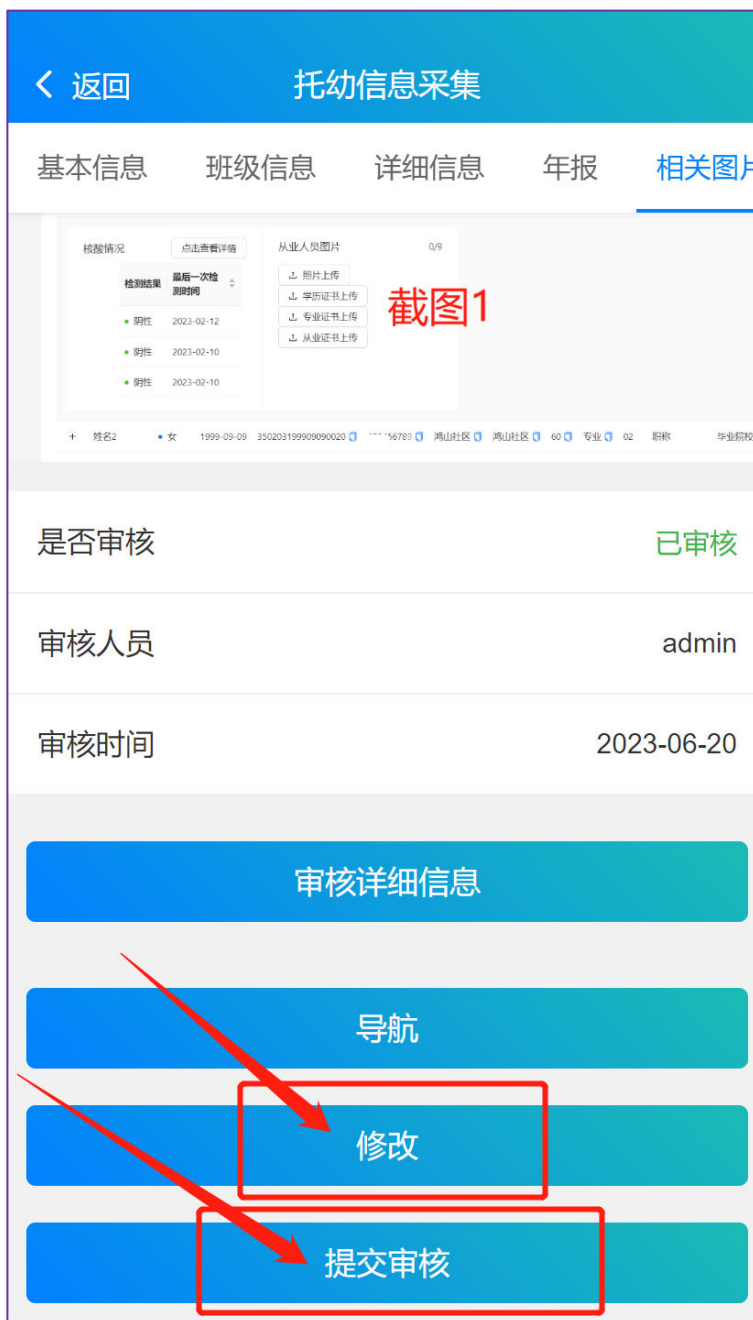 返回 托幼信息采集
基本信息 班级信息 详细信息 年报 相关图片
核酸情况 点击查看详情 从业人员图片 0/9
检测结果 最后一次检测时间
照片上传
学历证书上传
专业证书上传
从业证书上传
截图1
阴性 2023-02-12
阴性 2023-02-10
阴性 2023-02-10
+ 姓名2 女 1999-09-09 350203199909090020 56789 鸿山社区 鸿山社区 60 专业 02 职称 毕业院校
是否审核 已审核
审核人员 admin
审核时间 2023-06-20
审核详细信息
导航
修改
提交审核